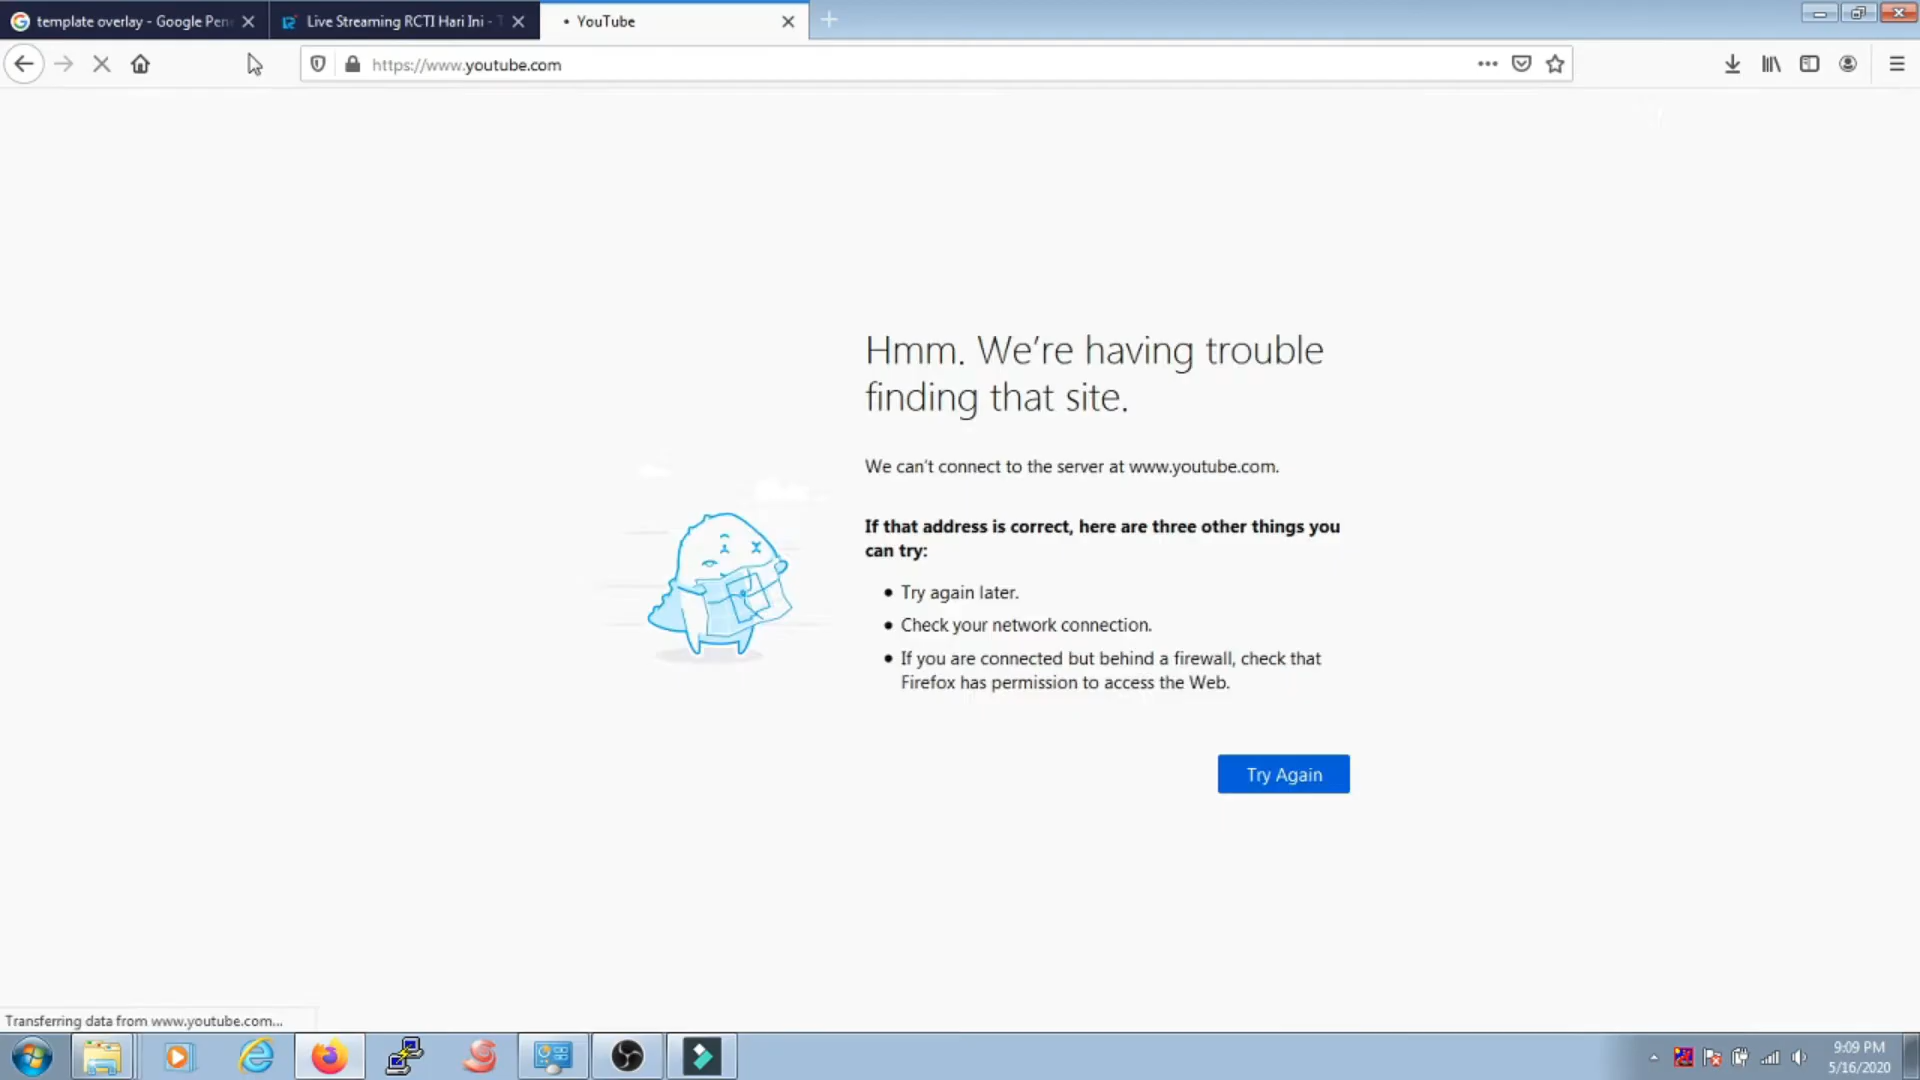 template overlay - Google Pen
Live Streaming RCTI Hari Ini - T
• YouTube
https://www.youtube.com
Hmm. We’re having trouble
finding that site.
We can’t connect to the server at www.youtube.com.
If that address is correct, here are three other things you
can try:
• Try again later.
• Check your network connection.
• If you are connected but behind a firewall, check that
Firefox has permission to access the Web.
Try Again
Transferring data from www.youtube.com...
9:09 PM
5/16/2020